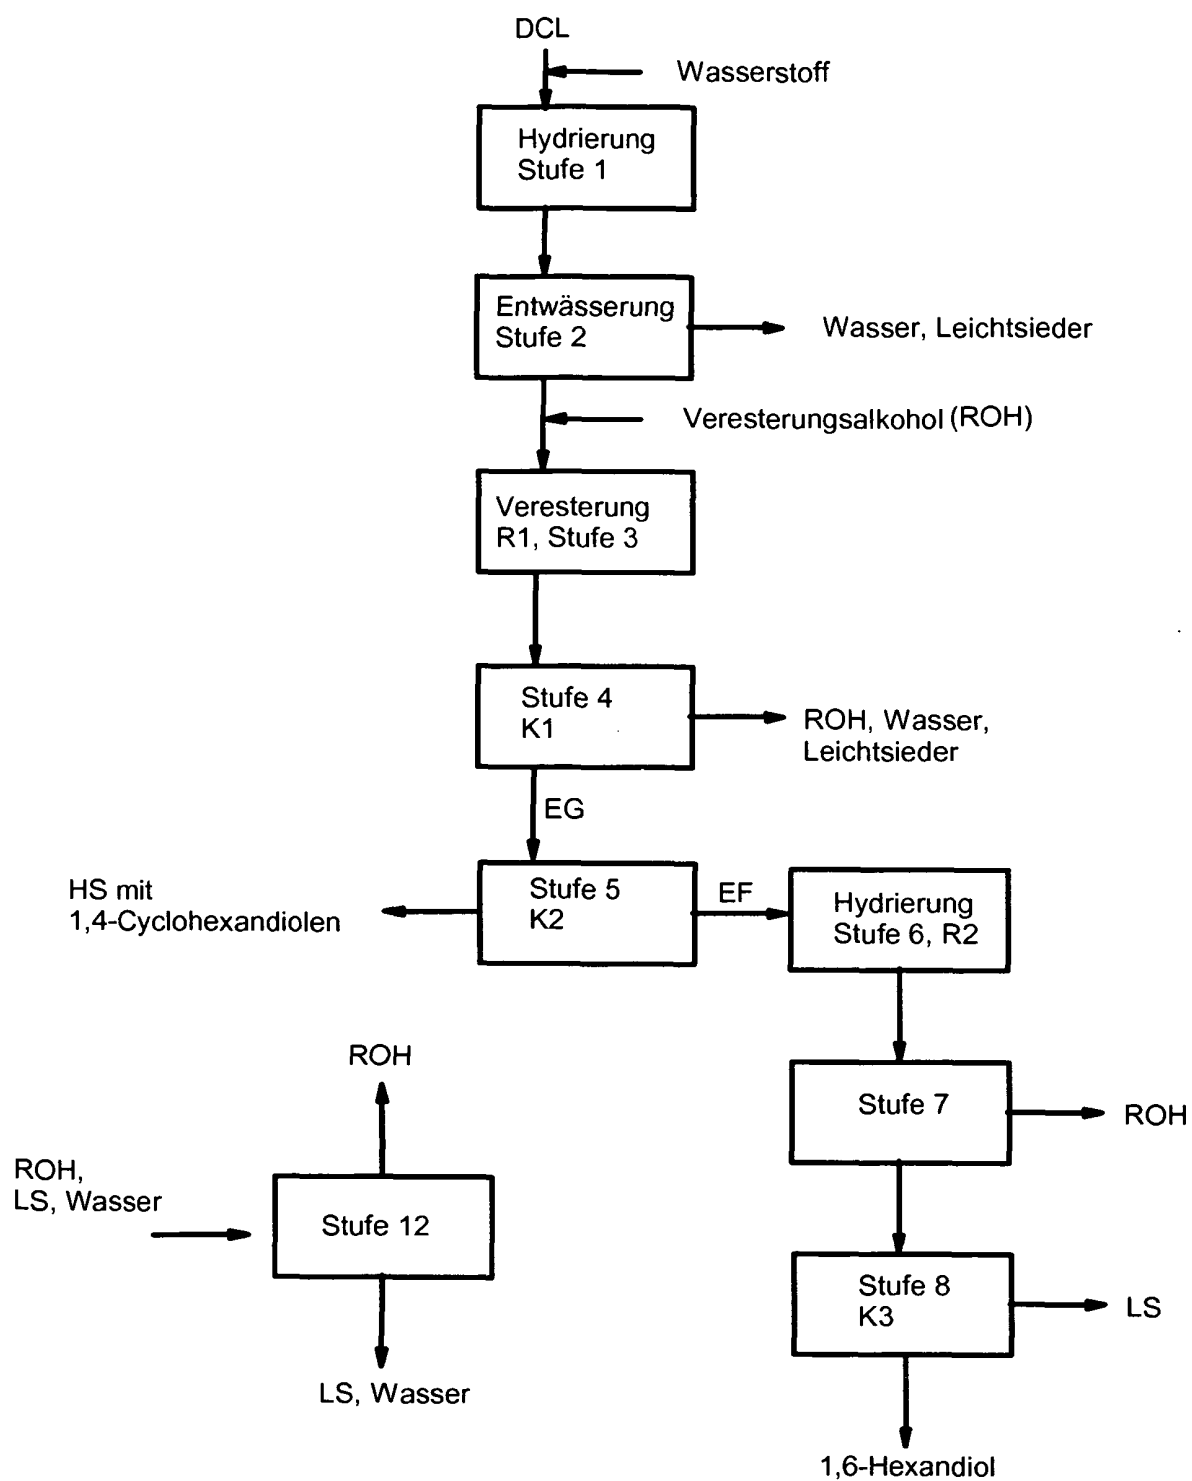 DCL
Wasserstoff
Hydrierung
Stufe 1
Entwässerung
Stufe 2
Wasser, Leichtsieder
Veresterungsalkohol (ROH)
Veresterung
R1, Stufe 3
Stufe 4
K1
ROH, Wasser,
Leichtsieder
EG
HS mit
1,4-Cyclohexandiolen
Stufe 5
K2
EF
Hydrierung
Stufe 6, R2
Stufe 7
ROH
ROH
ROH,
LS, Wasser
Stufe 12
LS, Wasser
Stufe 8
K3
LS
1,6-Hexandiol